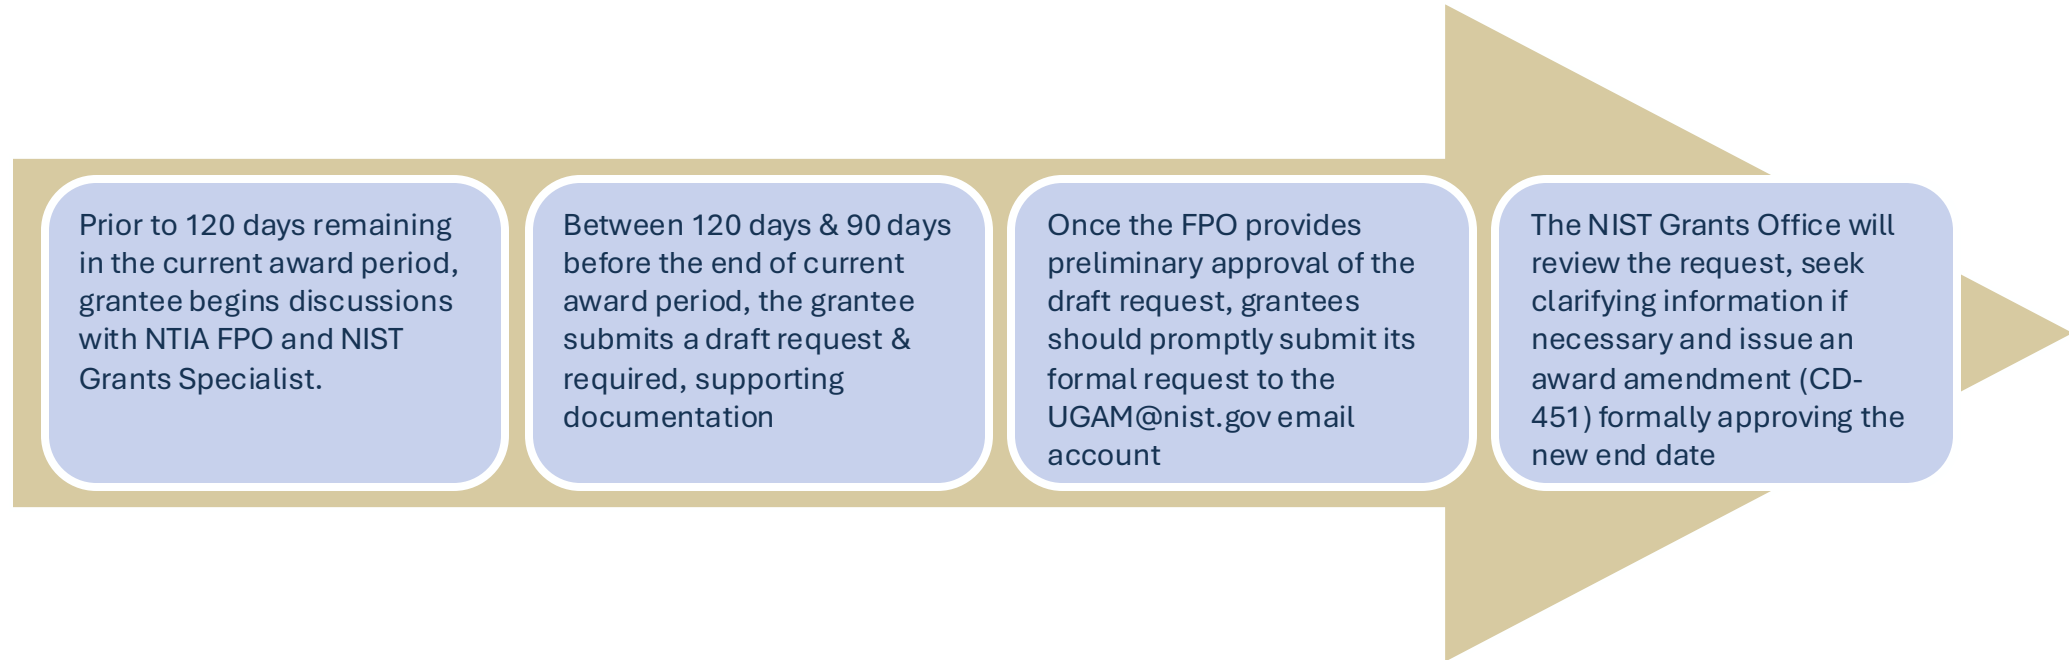 Prior to 120 days remaining
in the current award period,
grantee begins discussions
with NTIA FPO and NIST
Grants Specialist.
Between 120 days & 90 days
before the end of current
award period, the grantee
submits a draft request &
required, supporting
documentation
Once the FPO provides
preliminary approval of the
draft request, grantees
should promptly submit its
formal request to the
UGAM@nist.gov email
account
The NIST Grants Office will
review the request, seek
clarifying information if
necessary and issue an
award amendment (CD-
451) formally approving the
new end date